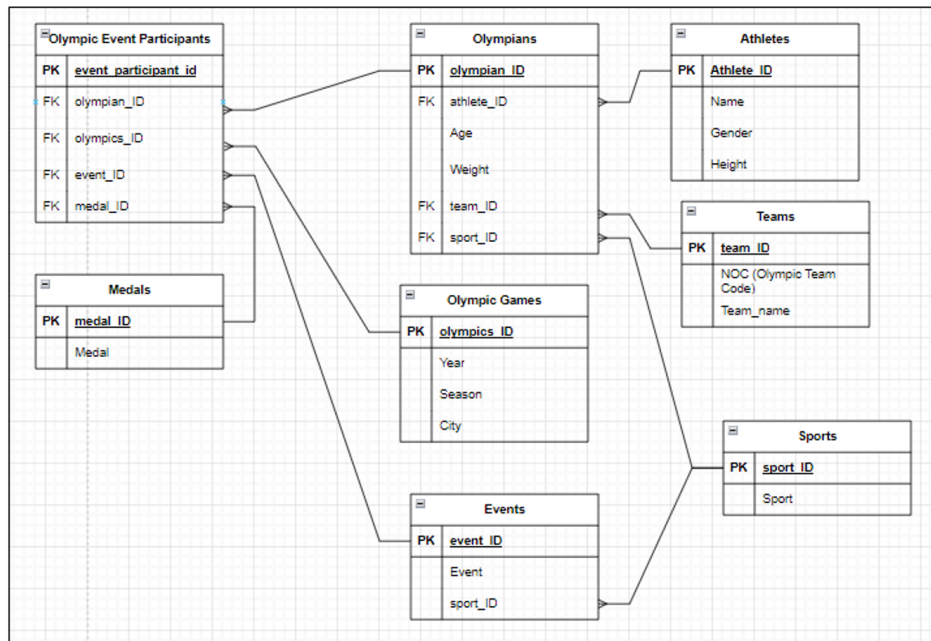 Olympic Event Participants
PK event_participant_id
FK olympian_ID
FK olympics_ID
FK event_ID
FK medal_ID
Medals
PK medal_ID
Medal
Olympians
PK olympian_ID
FK athlete_ID
Age
Weight
FK team_ID
FK sport_ID
Olympic Games
PK olympics_ID
Year
Season
City
Events
PK event_ID
Event
sport_ID
Athletes
PK Athlete_ID
Name
Gender
Height
Teams
PK team_ID
NOC (Olympic Team
Code)
Team_name
Sports
PK sport_ID
Sport